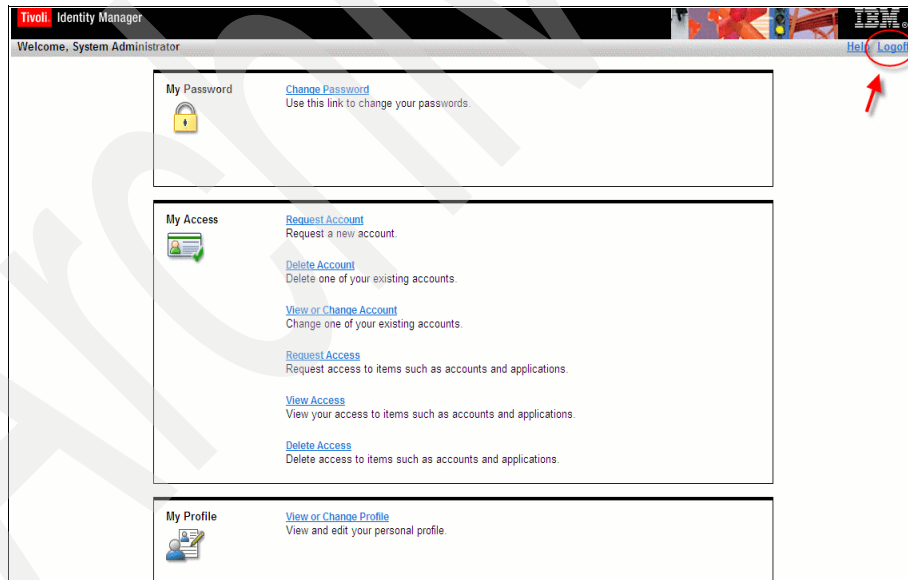 Tivoli. Identity Manager
IBM®
Welcome, System Administrator
Help Logoff
My Password
Change Password
Use this link to change your passwords.
My Access
Request Account
Request a new account.
Delete Account
Delete one of your existing accounts.
View or Change Account
Change one of your existing accounts.
Request Access
Request access to items such as accounts and applications.
View Access
View your access to items such as accounts and applications.
Delete Access
Delete access to items such as accounts and applications.
My Profile
View or Change Profile
View and edit your personal profile.